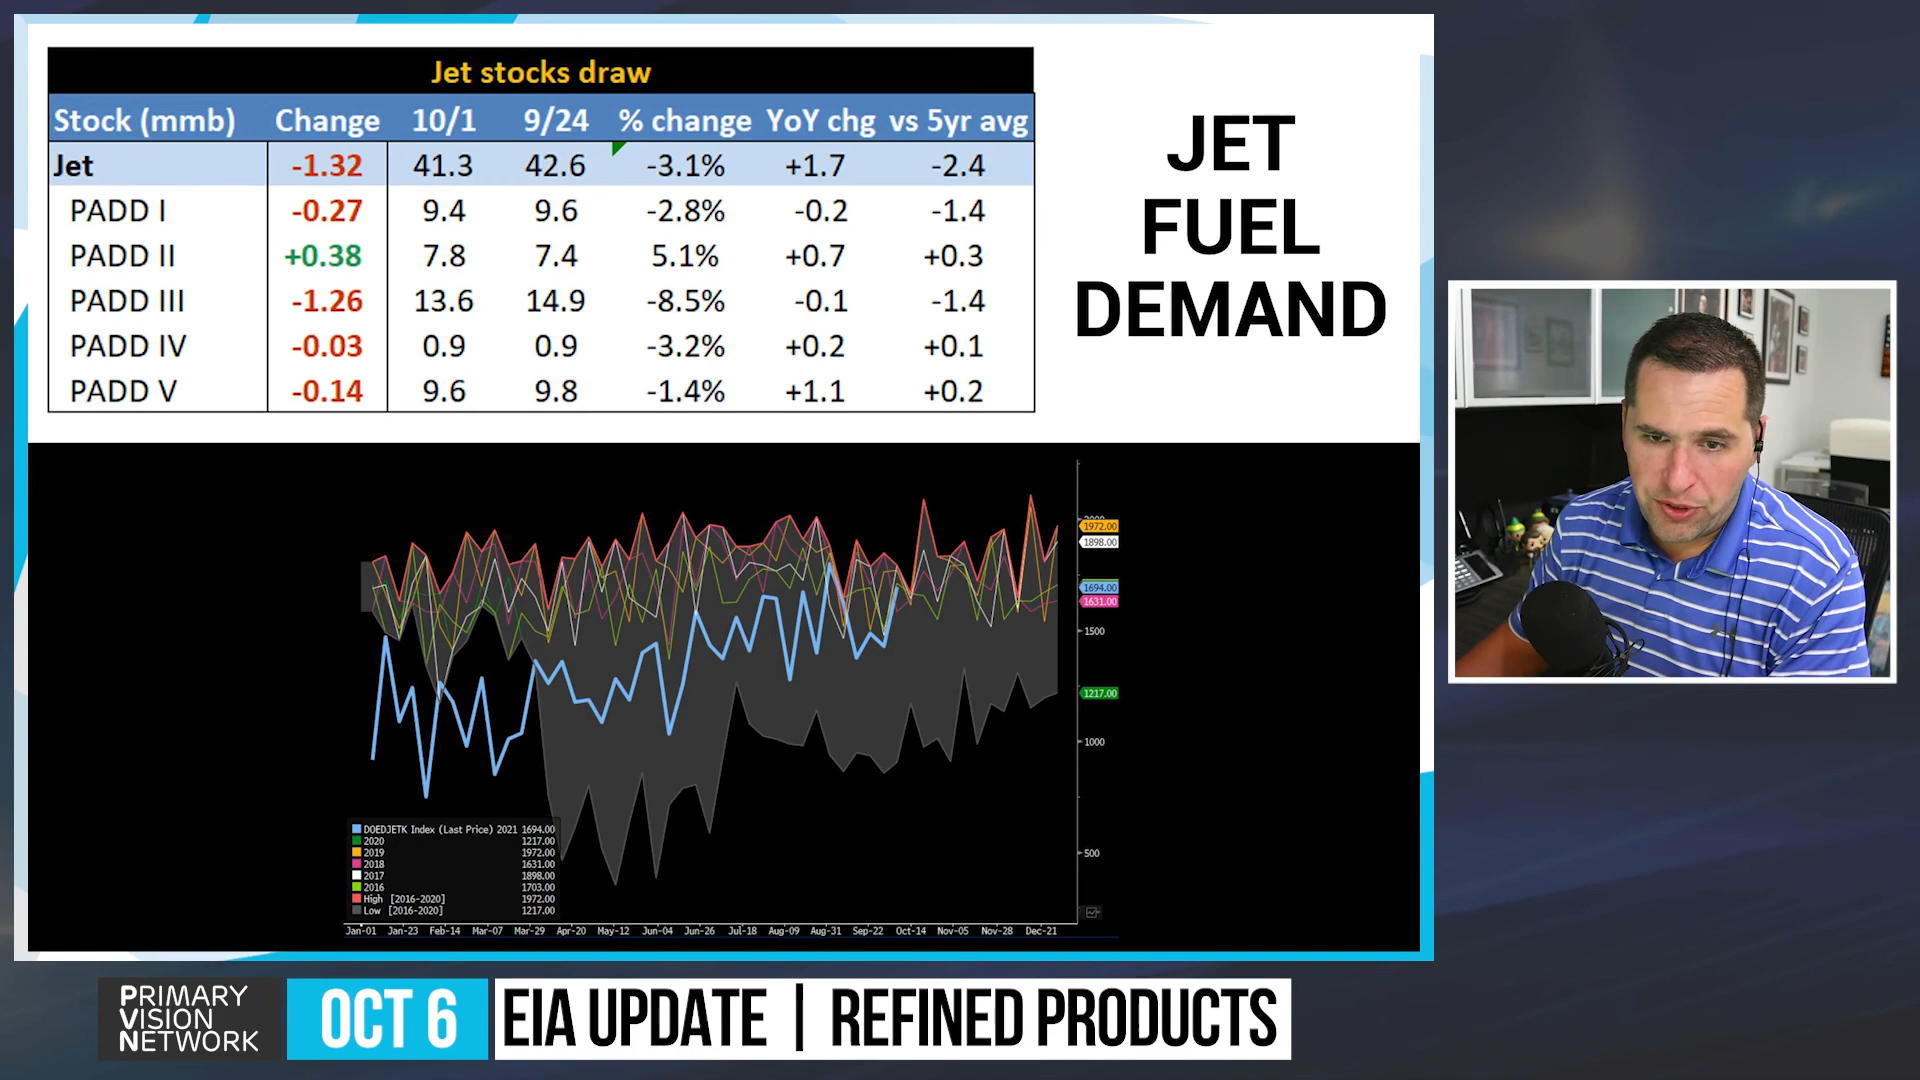 Jet stocks draw
Stock (mmb) Change 10/1 9/24 % change YoY chg vs 5yr avg
Jet -1.32 41.3 42.6 -3.1% +1.7 -2.4
PADD I -0.27 9.4 9.6 -2.8% -0.2 -1.4
PADD II +0.38 7.8 7.4 5.1% +0.7 +0.3
PADD III -1.26 13.6 14.9 -8.5% -0.1 -1.4
PADD IV -0.03 0.9 0.9 -3.2% +0.2 +0.1
PADD V -0.14 9.6 9.8 -1.4% +1.1 +0.2
JET
FUEL
DEMAND
1972.00
1898.00
1694.00
1631.00
1500
1217.00
1000
500
DOEDJETK Index (Last Price) 2021 1694.00
2020 1217.00
2019 1972.00
2018 1631.00
2017 1898.00
2016 1703.00
High [2016-2020] 1972.00
Low [2016-2020] 1217.00
Jan-01 Jan-23 Feb-14 Mar-07 Mar-29 Apr-20 May-12 Jun-04 Jun-26 Jul-18 Aug-09 Aug-31 Sep-22 Oct-14 Nov-05 Nov-28 Dec-21
PRIMARY
VISION
NETWORK
OCT 6
EIA UPDATE | REFINED PRODUCTS